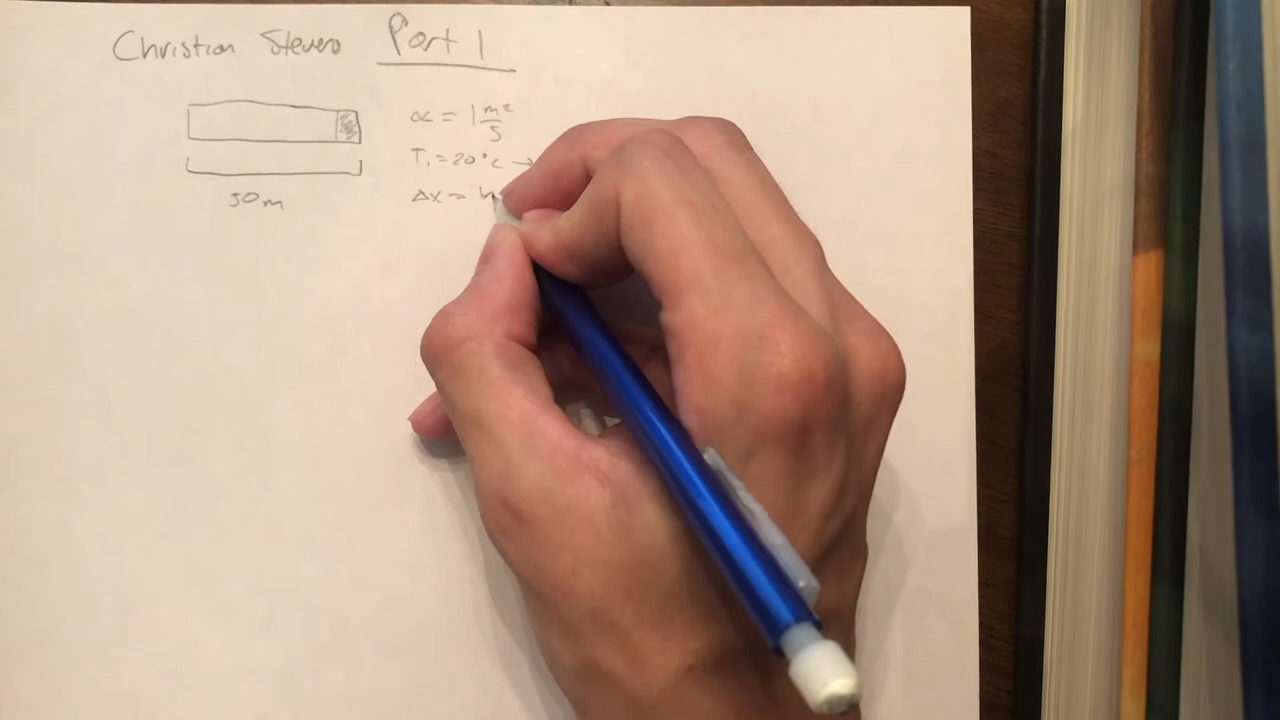 Christian Stevens Part 1
α = 1 m²/s
T₁ = 20°C →
Δx =
50m